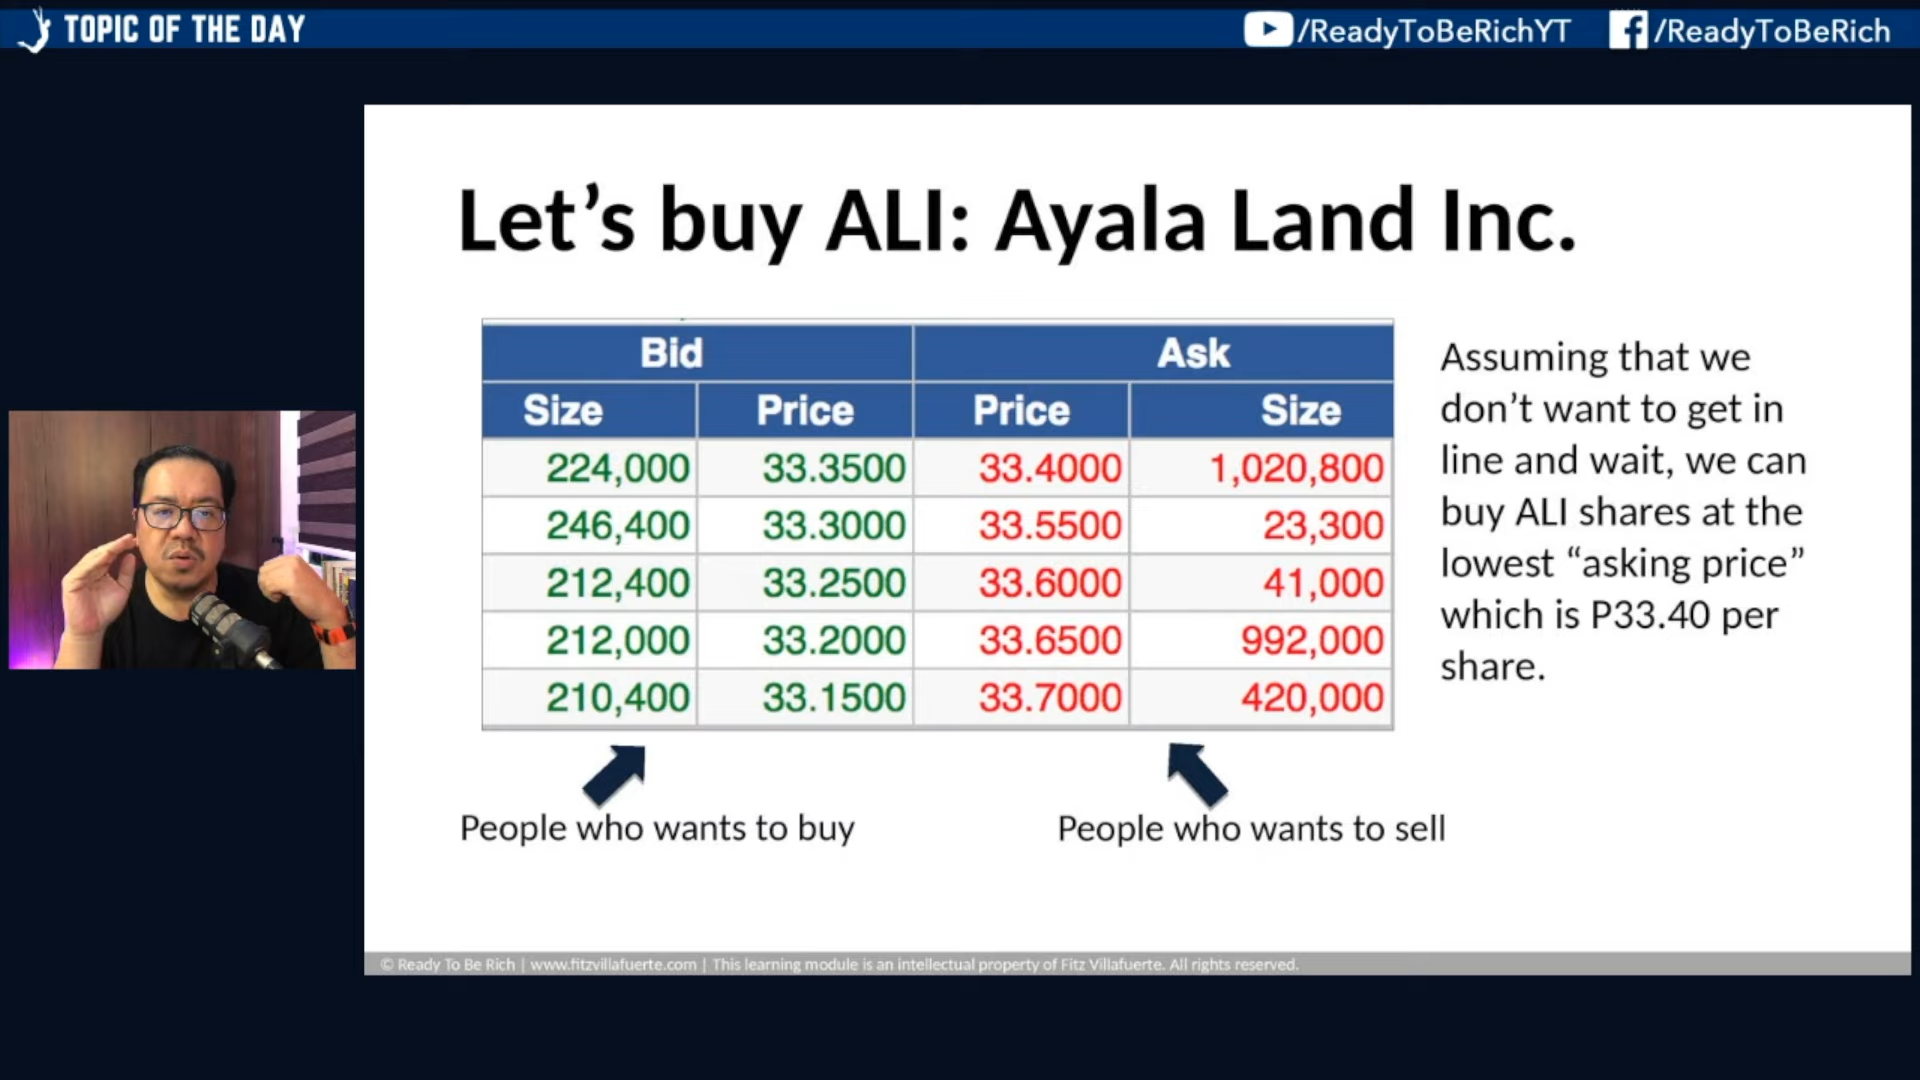 TOPIC OF THE DAY
/ReadyToBeRichYT
/ReadyToBeRich
Let’s buy ALI: Ayala Land Inc.
Bid Ask
Size Price Price Size
224,000 33.3500 33.4000 1,020,800
246,400 33.3000 33.5500 23,300
212,400 33.2500 33.6000 41,000
212,000 33.2000 33.6500 992,000
210,400 33.1500 33.7000 420,000
Assuming that we
don’t want to get in
line and wait, we can
buy ALI shares at the
lowest “asking price”
which is P33.40 per
share.
People who wants to buy
People who wants to sell
© Ready To Be Rich | www.fitzvillafuerte.com | This learning module is an intellectual property of Fitz Villafuerte. All rights reserved.